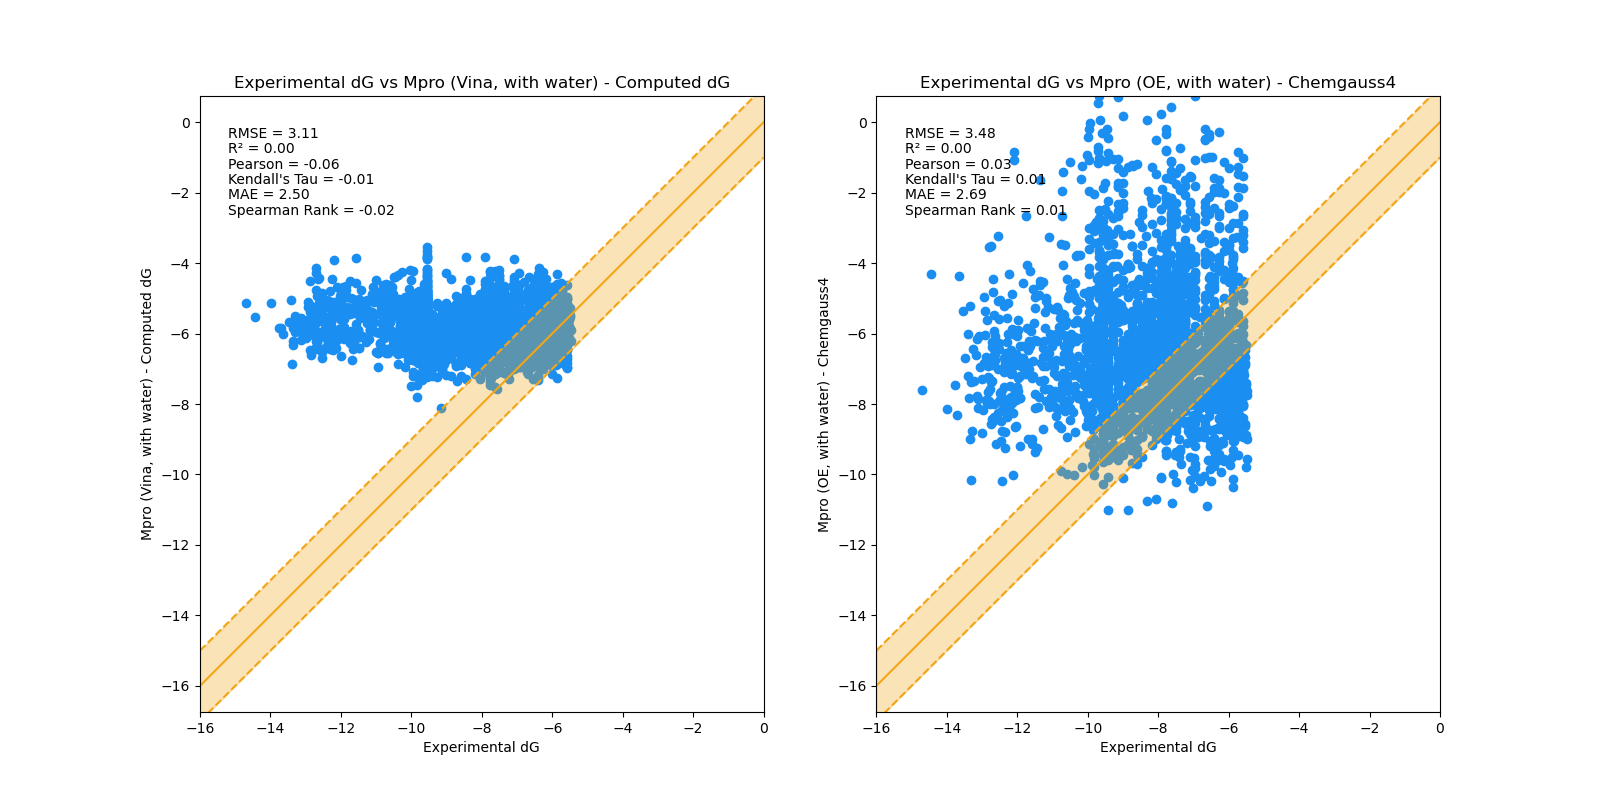 Experimental dG vs Mpro (Vina, with water) - Computed dG
RMSE = 3.11
R² = 0.00
Pearson = -0.06
Kendall's Tau = -0.01
MAE = 2.50
Spearman Rank = -0.02
Mpro (Vina, with water) - Computed dG
0
−2
−4
−6
−8
−10
−12
−14
−16
−16
−14
−12
−10
−8
−6
−4
−2
0
Experimental dG
Experimental dG vs Mpro (OE, with water) - Chemgauss4
RMSE = 3.48
R² = 0.00
Pearson = 0.03
Kendall's Tau = 0.01
MAE = 2.69
Spearman Rank = 0.01
Mpro (OE, with water) - Chemgauss4
0
−2
−4
−6
−8
−10
−12
−14
−16
−16
−14
−12
−10
−8
−6
−4
−2
0
Experimental dG